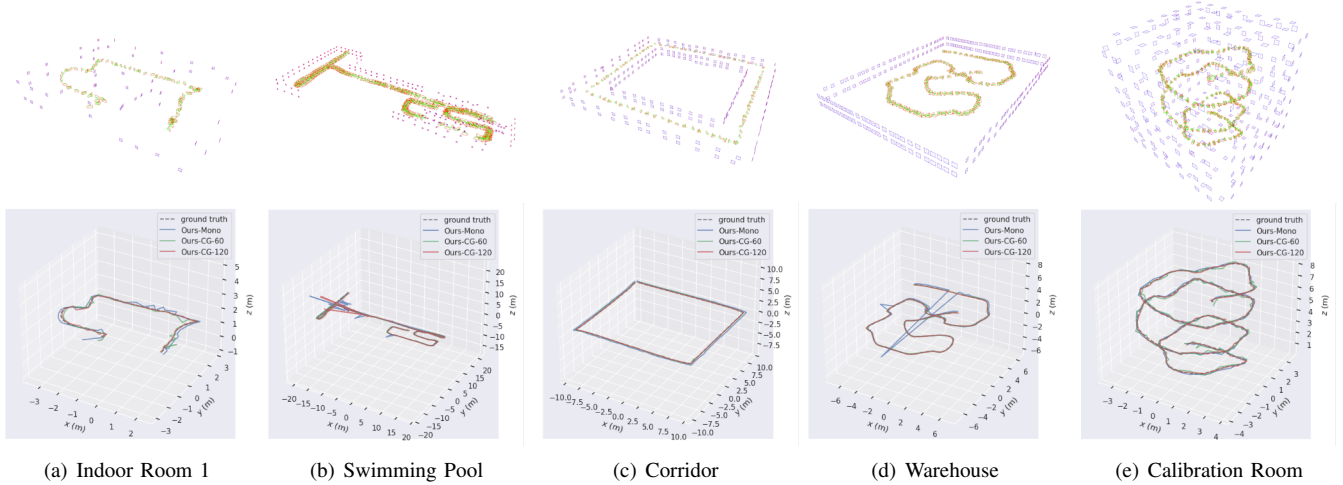 ground truth
Ours-Mono
Ours-CG-60
Ours-CG-120
5
4
3
2
1
0
−1
z (m)
−3
−2
−1
0
1
2
x (m)
−3
−2
−1
0
1
2
3
y (m)
ground truth
Ours-Mono
Ours-CG-60
Ours-CG-120
20
15
10
5
0
−5
−10
−15
z (m)
−20
−15
−10
−5
0
5
10
15
20
x (m)
−20
−15
−10
−5
0
5
10
15
20
y (m)
ground truth
Ours-Mono
Ours-CG-60
Ours-CG-120
10.0
7.5
5.0
2.5
0.0
−2.5
−5.0
−7.5
z (m)
−10.0
−7.5
−5.0
−2.5
0.0
2.5
5.0
7.5
10.0
x (m)
−10.0
−7.5
−5.0
−2.5
0.0
2.5
5.0
7.5
10.0
y (m)
ground truth
Ours-Mono
Ours-CG-60
Ours-CG-120
8
6
4
2
0
−2
−4
−6
z (m)
−6
−4
−2
0
2
4
6
x (m)
−6
−4
−2
0
2
4
6
y (m)
ground truth
Ours-Mono
Ours-CG-60
Ours-CG-120
8
7
6
5
4
3
2
1
z (m)
−3
−2
−1
0
1
2
3
4
x (m)
−4
−3
−2
−1
0
1
2
3
y (m)
(a) Indoor Room 1
(b) Swimming Pool
(c) Corridor
(d) Warehouse
(e) Calibration Room